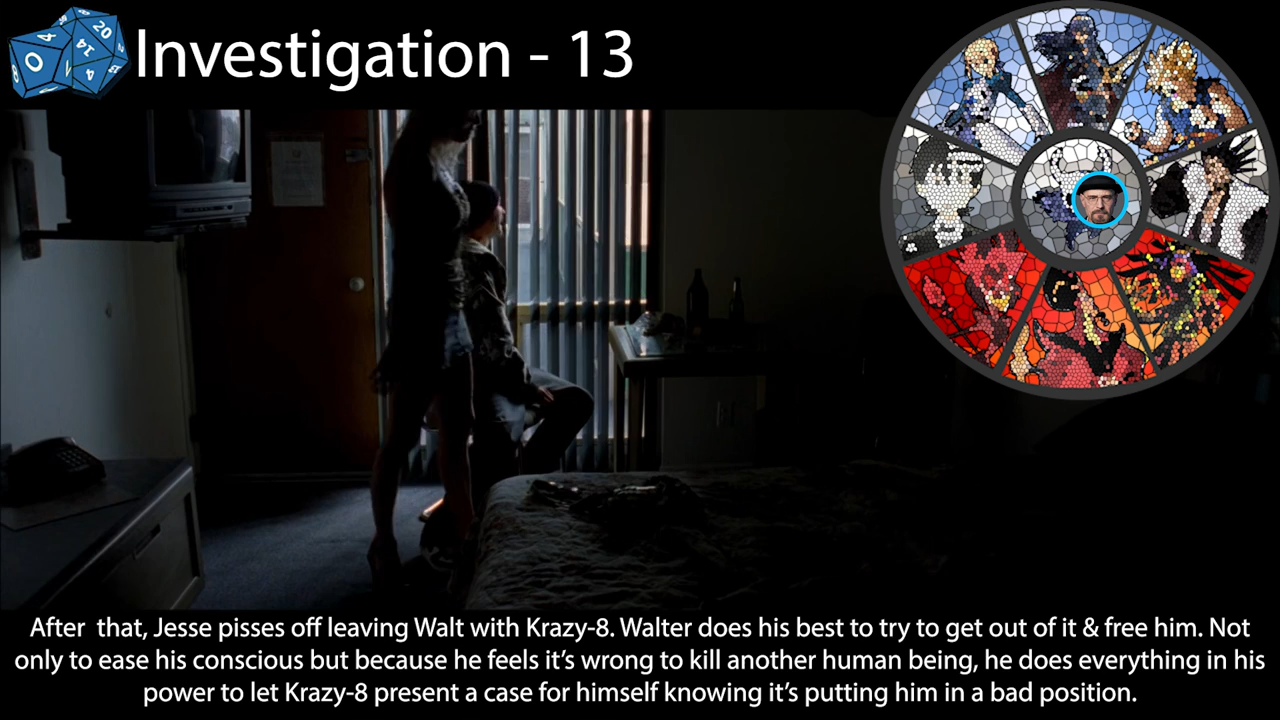 Investigation - 13
After that, Jesse pisses off leaving Walt with Krazy-8. Walter does his best to try to get out of it & free him. Not
only to ease his conscious but because he feels it’s wrong to kill another human being, he does everything in his
power to let Krazy-8 present a case for himself knowing it’s putting him in a bad position.